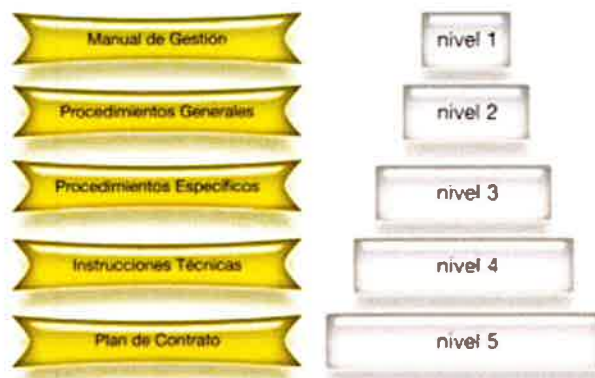 Manual de Gestión nivel 1
Procedimientos Generales nivel 2
Procedimientos Específicos nivel 3
Instrucciones Técnicas nivel 4
Plan de Contrato nivel 5